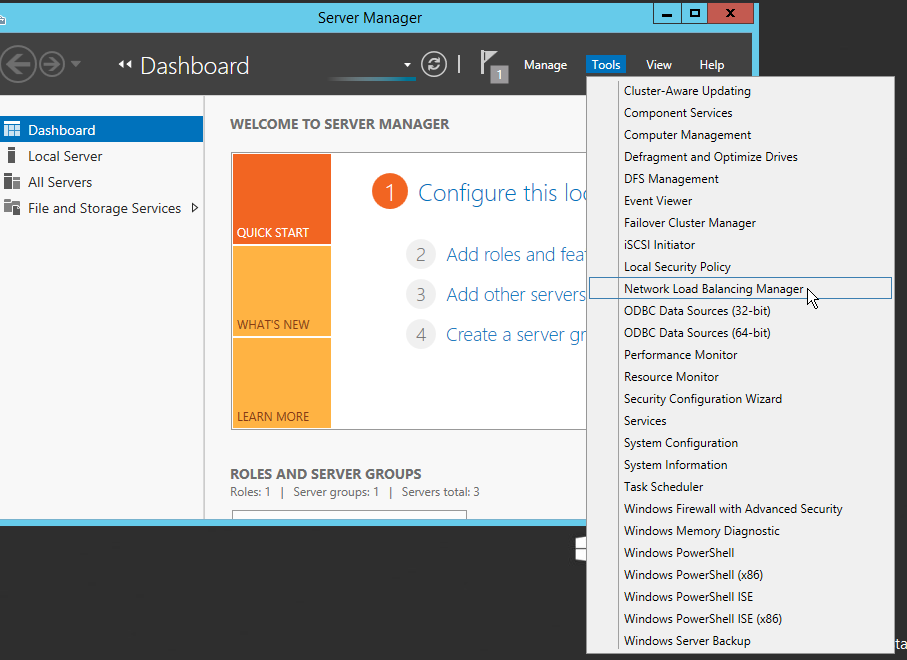 Server Manager
Dashboard
1
Manage
Tools
View
Help
Dashboard
Local Server
All Servers
File and Storage Services
WELCOME TO SERVER MANAGER
QUICK START
WHAT'S NEW
LEARN MORE
1 Configure this loc
2 Add roles and feat
3 Add other servers
4 Create a server gr
ROLES AND SERVER GROUPS
Roles: 1 | Server groups: 1 | Servers total: 3
Cluster-Aware Updating
Component Services
Computer Management
Defragment and Optimize Drives
DFS Management
Event Viewer
Failover Cluster Manager
iSCSI Initiator
Local Security Policy
Network Load Balancing Manager
ODBC Data Sources (32-bit)
ODBC Data Sources (64-bit)
Performance Monitor
Resource Monitor
Security Configuration Wizard
Services
System Configuration
System Information
Task Scheduler
Windows Firewall with Advanced Security
Windows Memory Diagnostic
Windows PowerShell
Windows PowerShell (x86)
Windows PowerShell ISE
Windows PowerShell ISE (x86)
Windows Server Backup
ta